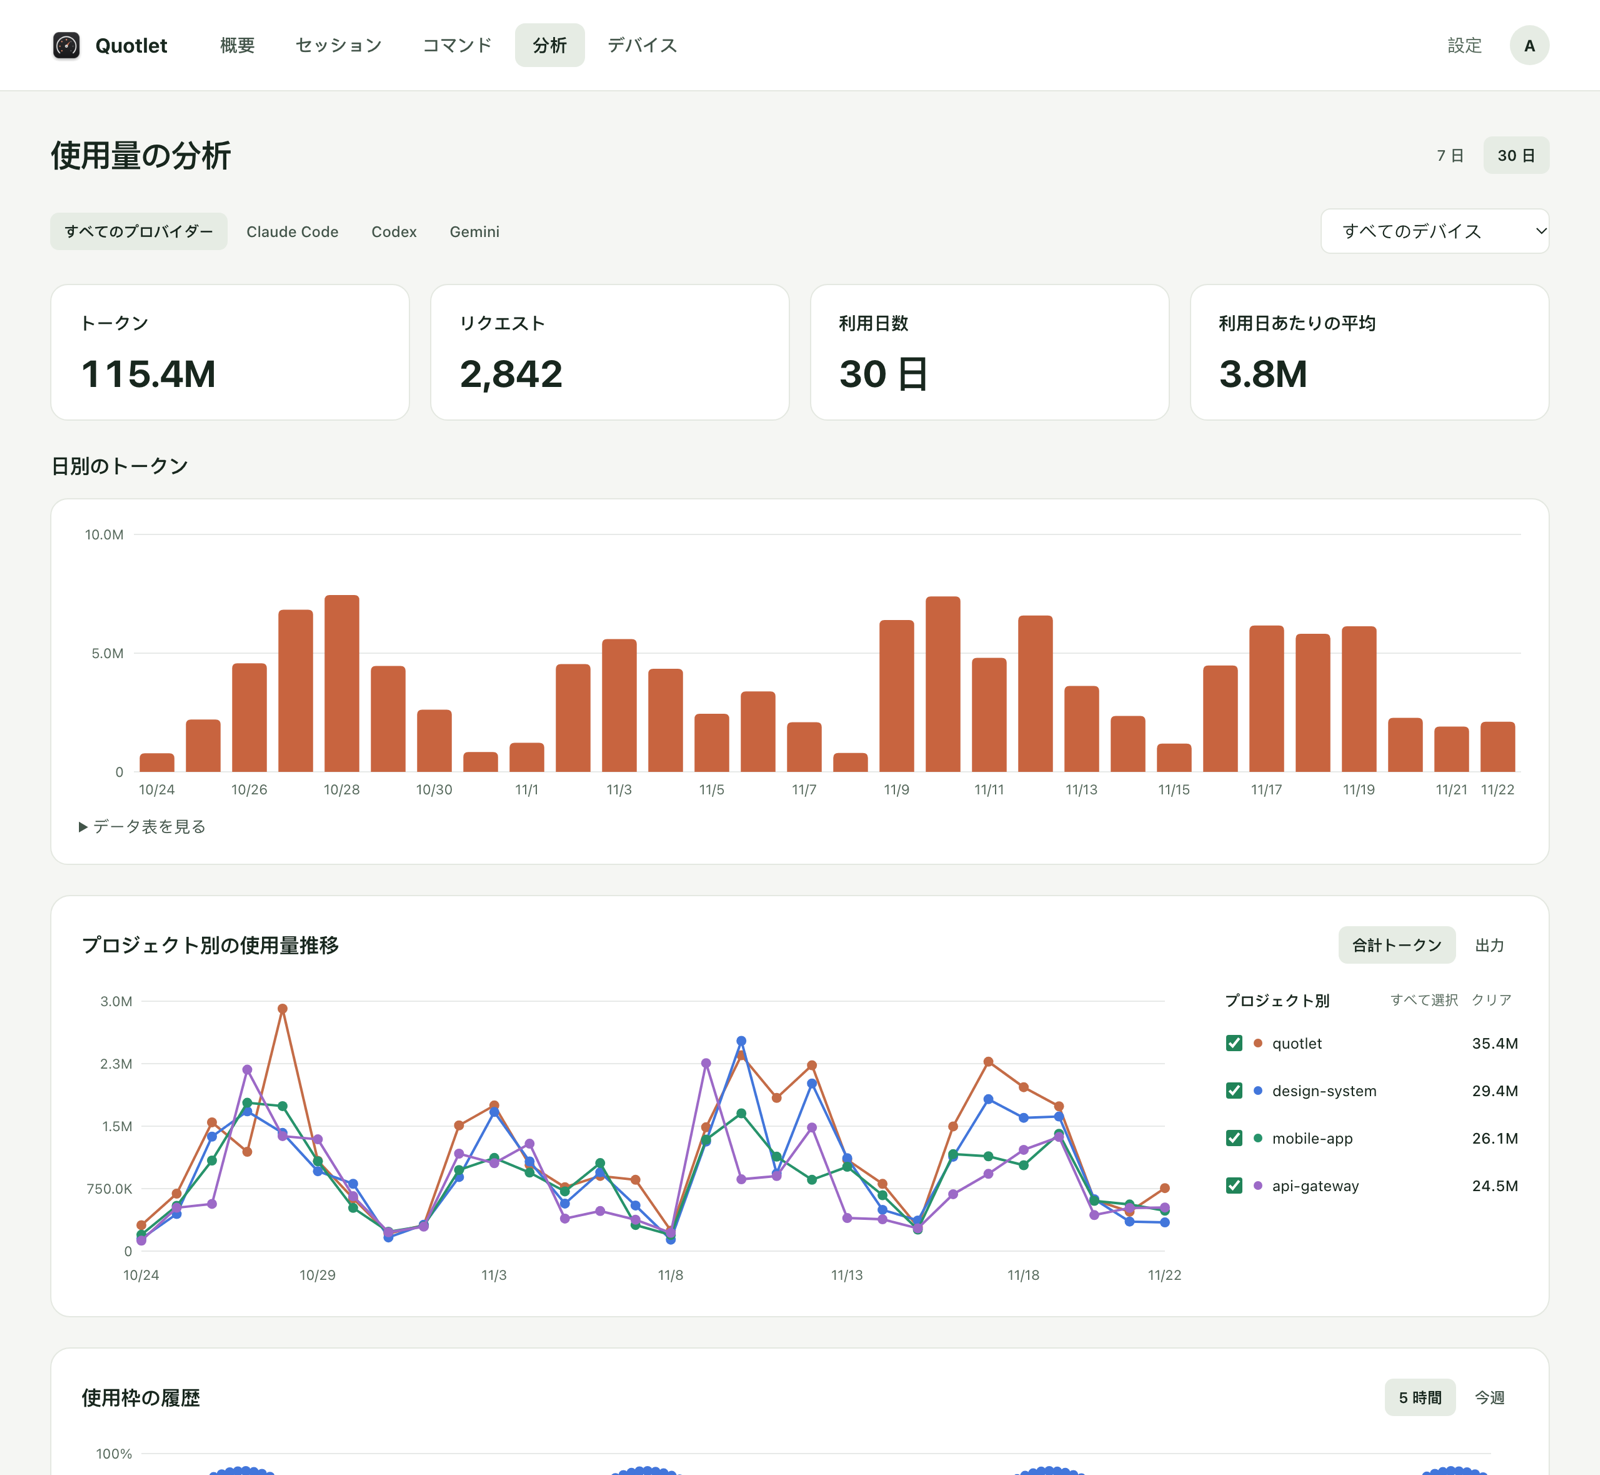 Quotlet 概要 セッション コマンド 分析 デバイス 設定 A
使用量の分析 7 日 30 日
すべてのプロバイダー Claude Code Codex Gemini すべてのデバイス
トークン リクエスト 利用日数 利用日あたりの平均
115.4M 2,842 30 日 3.8M
日別のトークン
10.0M
5.0M
0
10/24 10/26 10/28 10/30 11/1 11/3 11/5 11/7 11/9 11/11 11/13 11/15 11/17 11/19 11/21 11/22
▶ データ表を見る
プロジェクト別の使用量推移 合計トークン 出力
3.0M
2.3M
1.5M
750.0K
0
10/24 10/29 11/3 11/8 11/13 11/18 11/22
プロジェクト別 すべて選択 クリア
quotlet 35.4M
design-system 29.4M
mobile-app 26.1M
api-gateway 24.5M
使用枠の履歴 5 時間 今週
100%